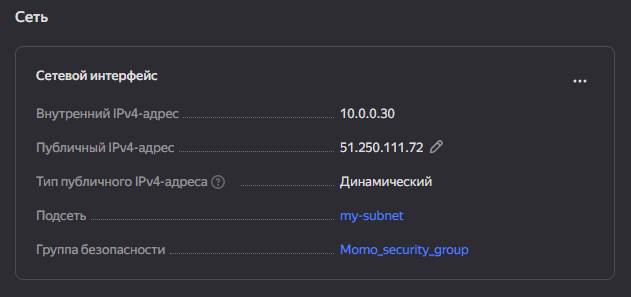 Сеть
Сетевой интерфейс
Внутренний IPv4-адрес 10.0.0.30
Публичный IPv4-адрес 51.250.111.72
Тип публичного IPv4-адреса ? Динамический
Подсеть my-subnet
Группа безопасности Momo_security_group